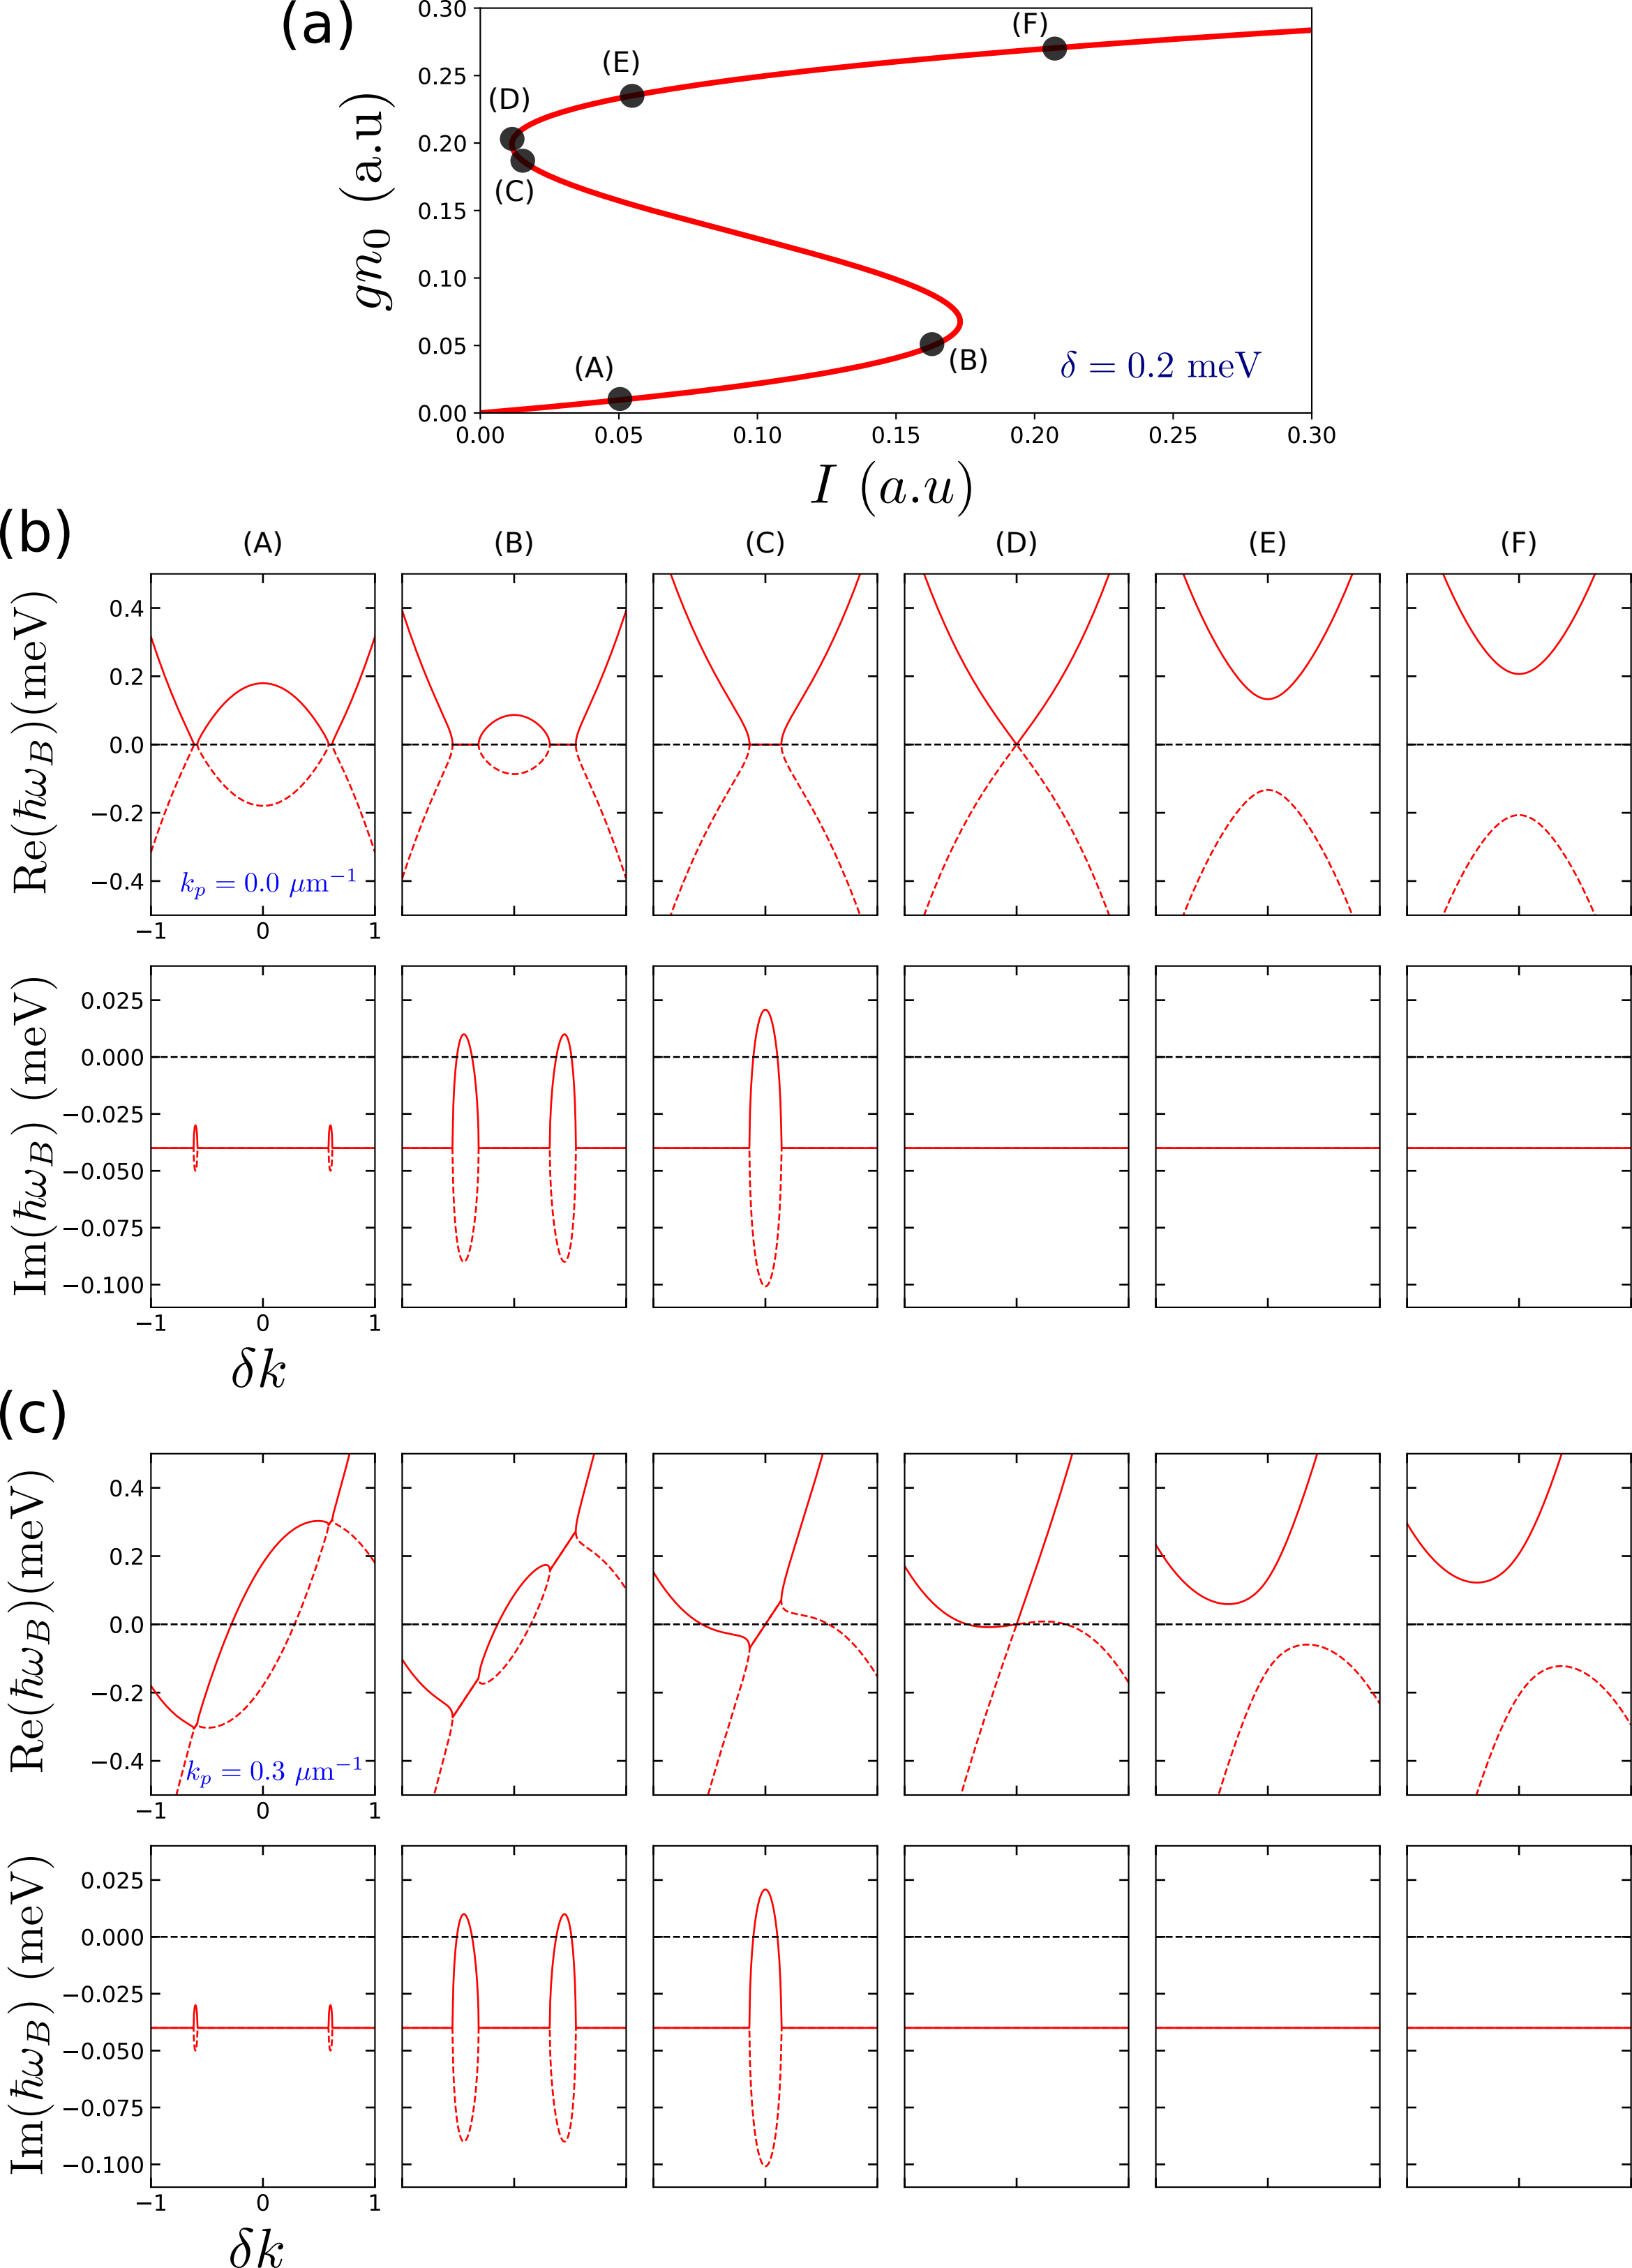 (a)
gn₀ (a.u)
0.30
0.25
0.20
0.15
0.10
0.05
0.00
(F)
(E)
(D)
(C)
(B)
(A)
δ = 0.2 meV
0.00 0.05 0.10 0.15 0.20 0.25 0.30
I (a.u)
(b)
(A) (B) (C) (D) (E) (F)
Re(ħω_B)(meV)
0.4
0.2
0.0
−0.2
−0.4
k_p = 0.0 μm⁻¹
−1 0 1
Im(ħω_B) (meV)
0.025
0.000
−0.025
−0.050
−0.075
−0.100
−1 0 1
δk
(c)
Re(ħω_B)(meV)
0.4
0.2
0.0
−0.2
−0.4
k_p = 0.3 μm⁻¹
−1 0 1
Im(ħω_B) (meV)
0.025
0.000
−0.025
−0.050
−0.075
−0.100
−1 0 1
δk